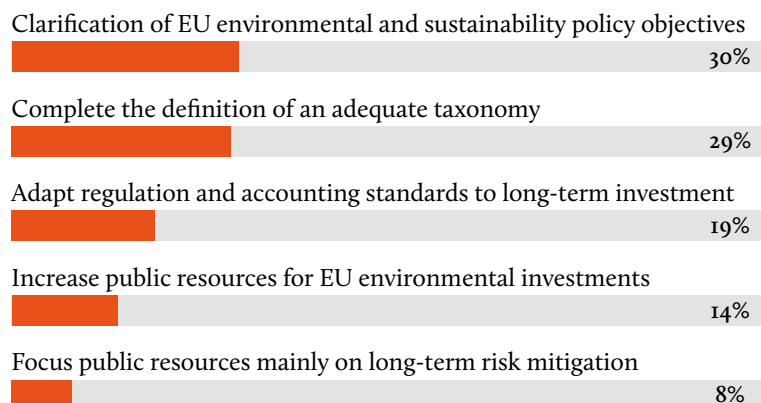 Clarification of EU environmental and sustainability policy objectives
30%
Complete the definition of an adequate taxonomy
29%
Adapt regulation and accounting standards to long-term investment
19%
Increase public resources for EU environmental investments
14%
Focus public resources mainly on long-term risk mitigation
8%